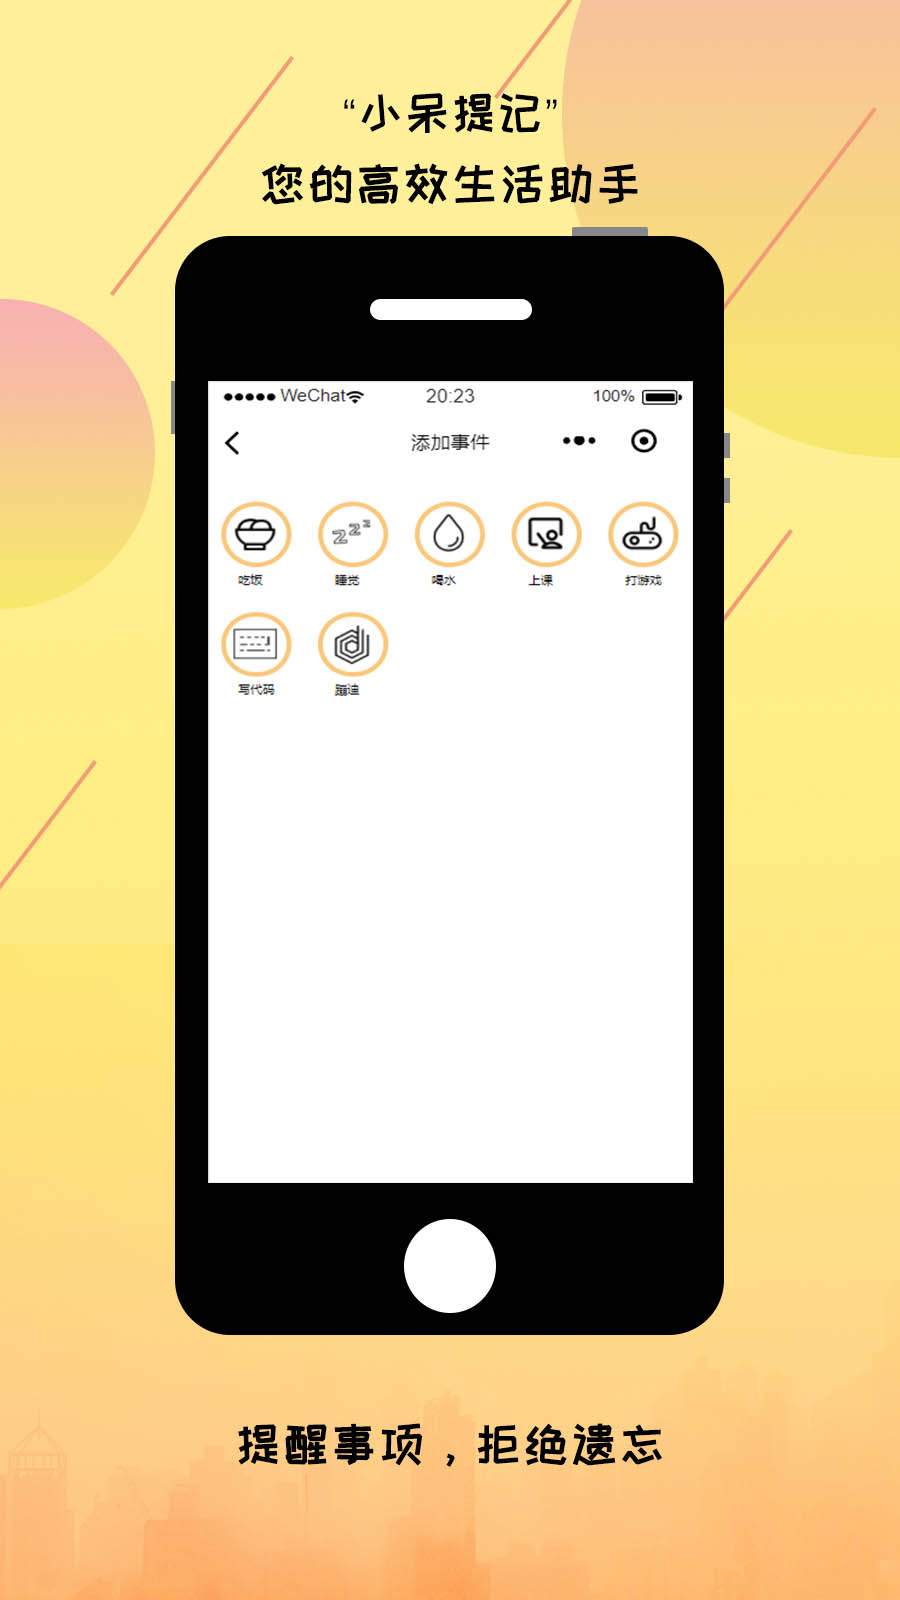 “小呆提记”
您的高效生活助手
WeChat 20:23 100%
添加事件
吃饭 睡觉 喝水 上课 打游戏
写代码 蹦迪
提醒事项，拒绝遗忘